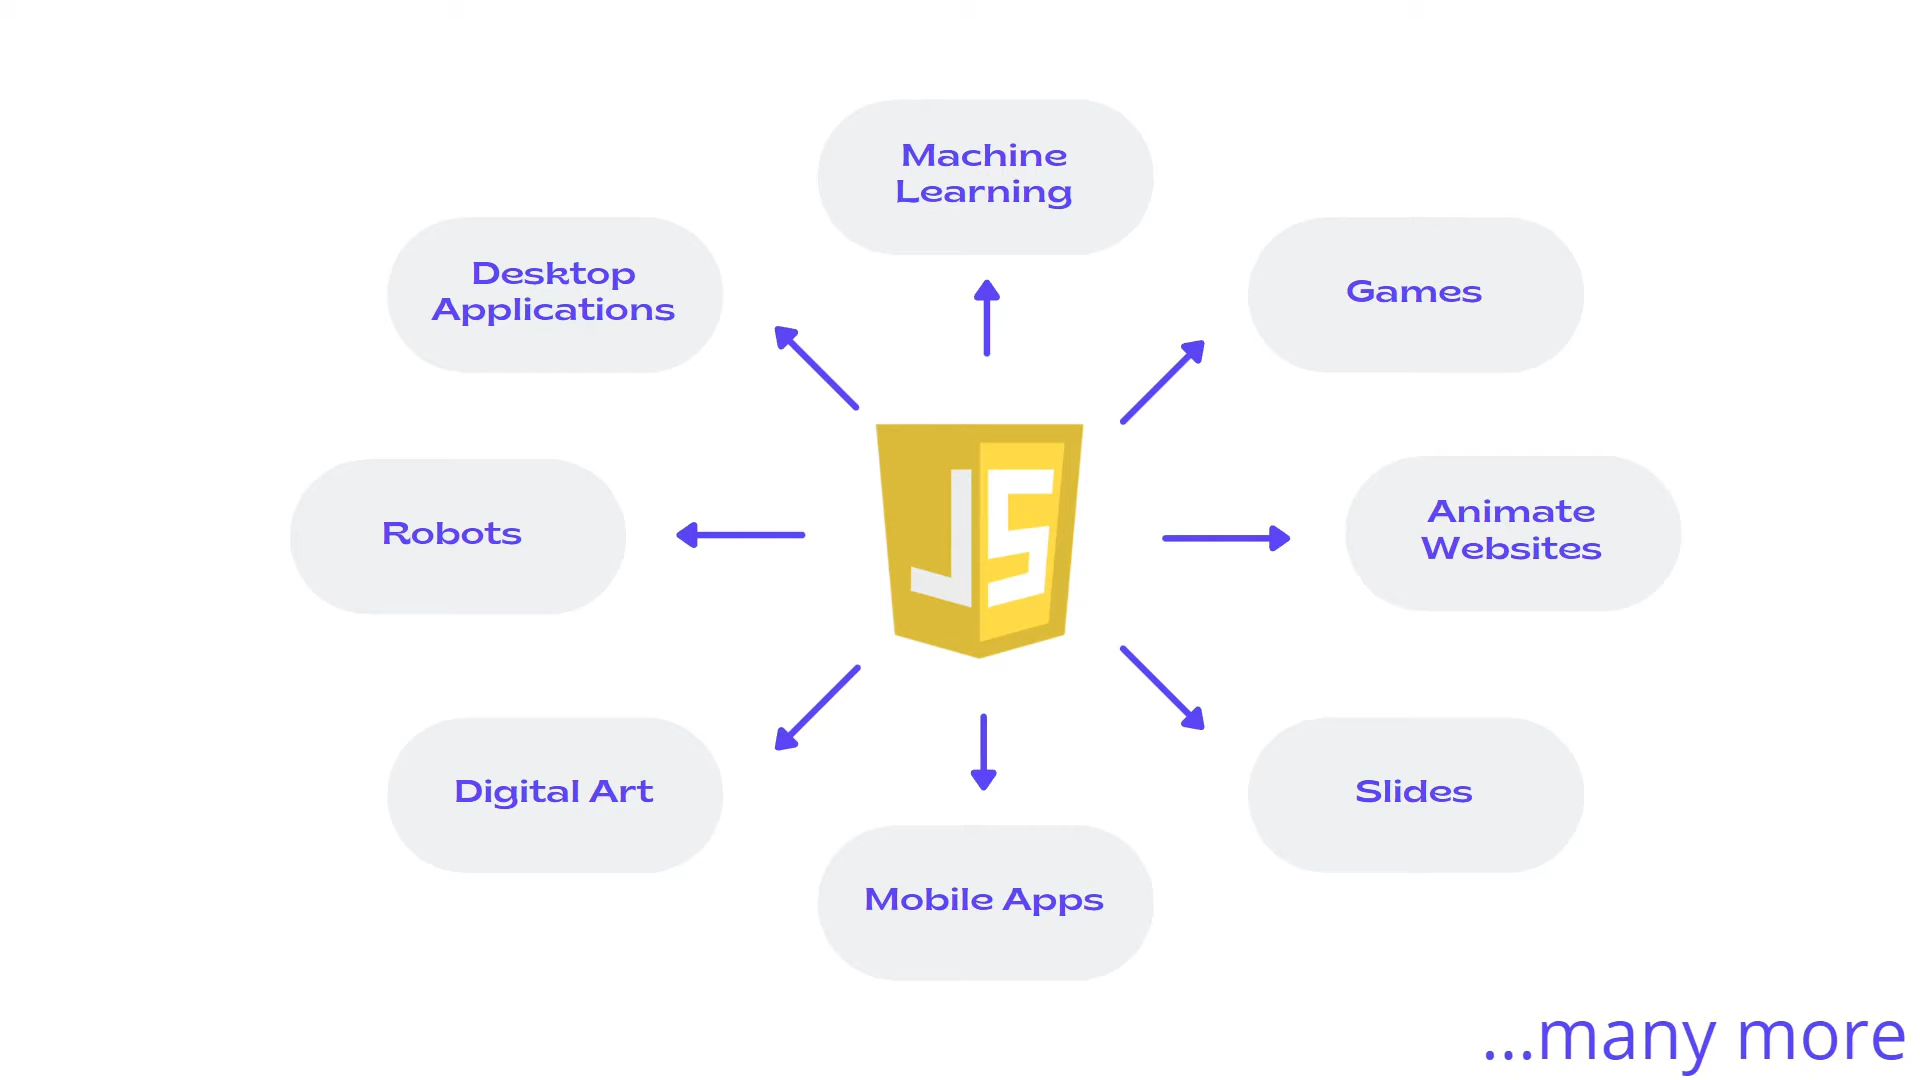 Machine
Learning
Desktop
Applications
Games
Robots
JS
Animate
Websites
Digital Art
Slides
Mobile Apps
...many more